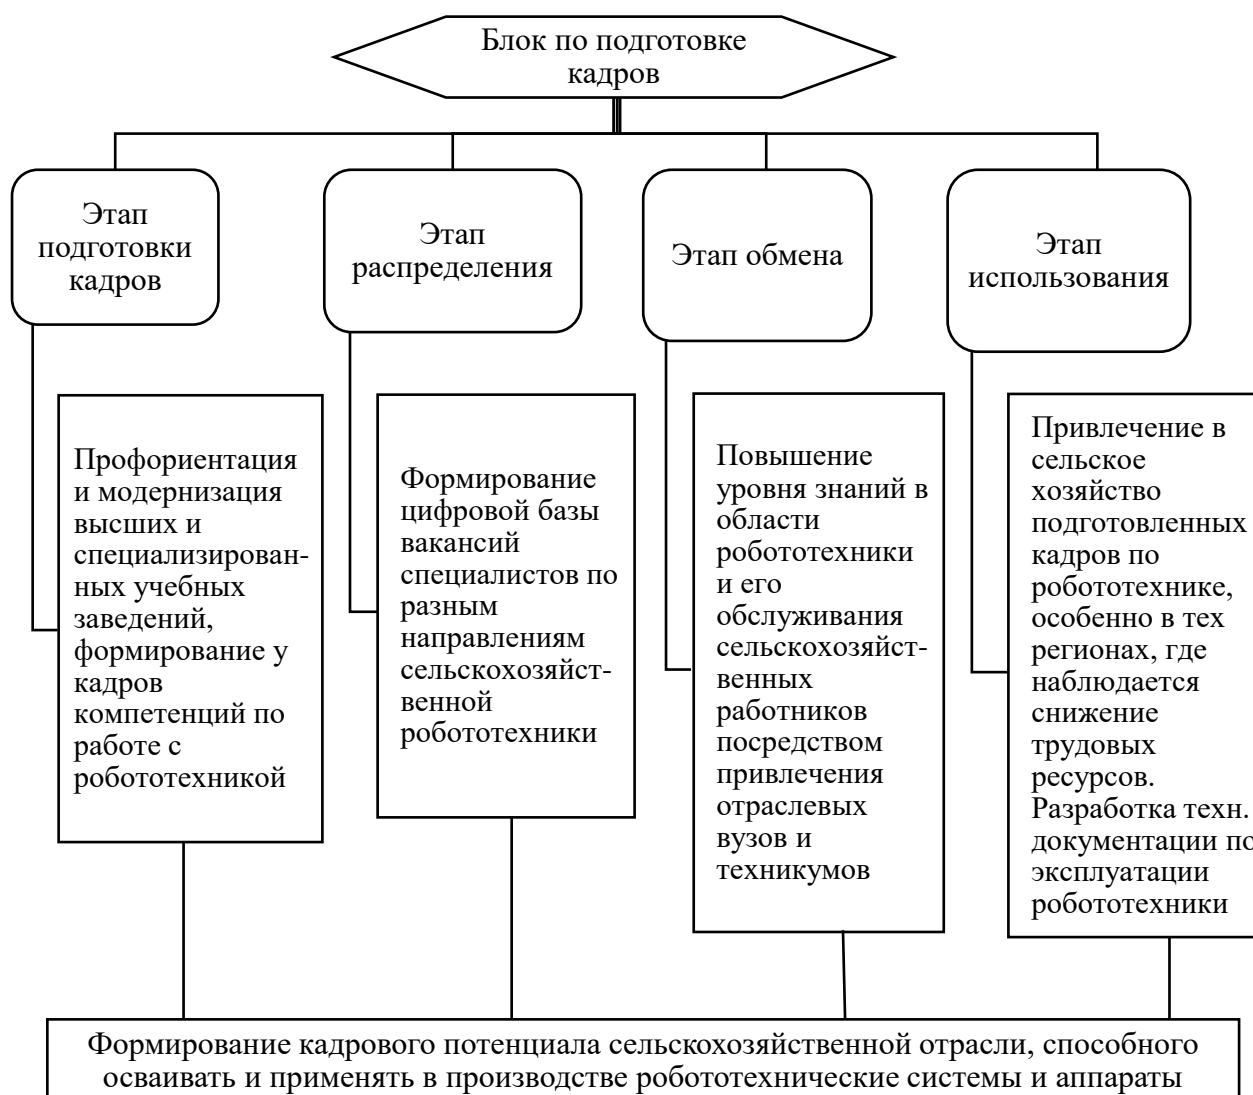 Блок по подготовке
кадров
Этап
подготовки
кадров
Этап
распределения
Этап обмена
Этап
использования
Профориентация
и модернизация
высших и
специализирован-
ных учебных
заведений,
формирование у
кадров
компетенций по
работе с
робототехникой
Формирование
цифровой базы
вакансий
специалистов по
разным
направлениям
сельскохозяйст-
венной
робототехники
Повышение
уровня знаний в
области
робототехники
и его
обслуживания
сельскохозяйст-
венных
работников
посредством
привлечения
отраслевых
вузов и
техникумов
Привлечение в
сельское
хозяйство
подготовленных
кадров по
робототехнике,
особенно в тех
регионах, где
наблюдается
снижение
трудовых
ресурсов.
Разработка техн.
документации по
эксплуатации
робототехники
Формирование кадрового потенциала сельскохозяйственной отрасли, способного
осваивать и применять в производстве робототехнические системы и аппараты